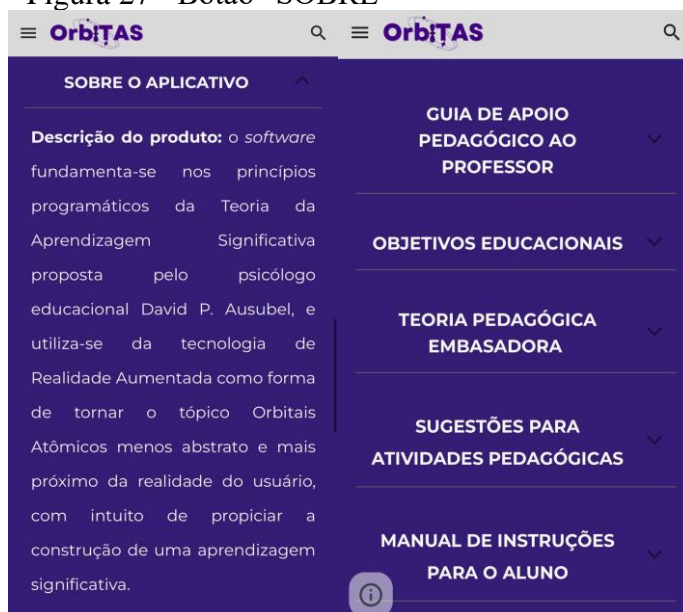 Figura 27 - Botão "SOBRE"
OrbiTAS
SOBRE O APLICATIVO
Descrição do produto: o software
fundamenta-se nos princípios
programáticos da Teoria da
Aprendizagem Significativa
proposta pelo psicólogo
educacional David P. Ausubel, e
utiliza-se da tecnologia de
Realidade Aumentada como forma
de tornar o tópico Orbitais
Atômicos menos abstrato e mais
próximo da realidade do usuário,
com intuito de propiciar a
construção de uma aprendizagem
significativa.
OrbiTAS
GUIA DE APOIO
PEDAGÓGICO AO
PROFESSOR
OBJETIVOS EDUCACIONAIS
TEORIA PEDAGÓGICA
EMBASADORA
SUGESTÕES PARA
ATIVIDADES PEDAGÓGICAS
MANUAL DE INSTRUÇÕES
PARA O ALUNO